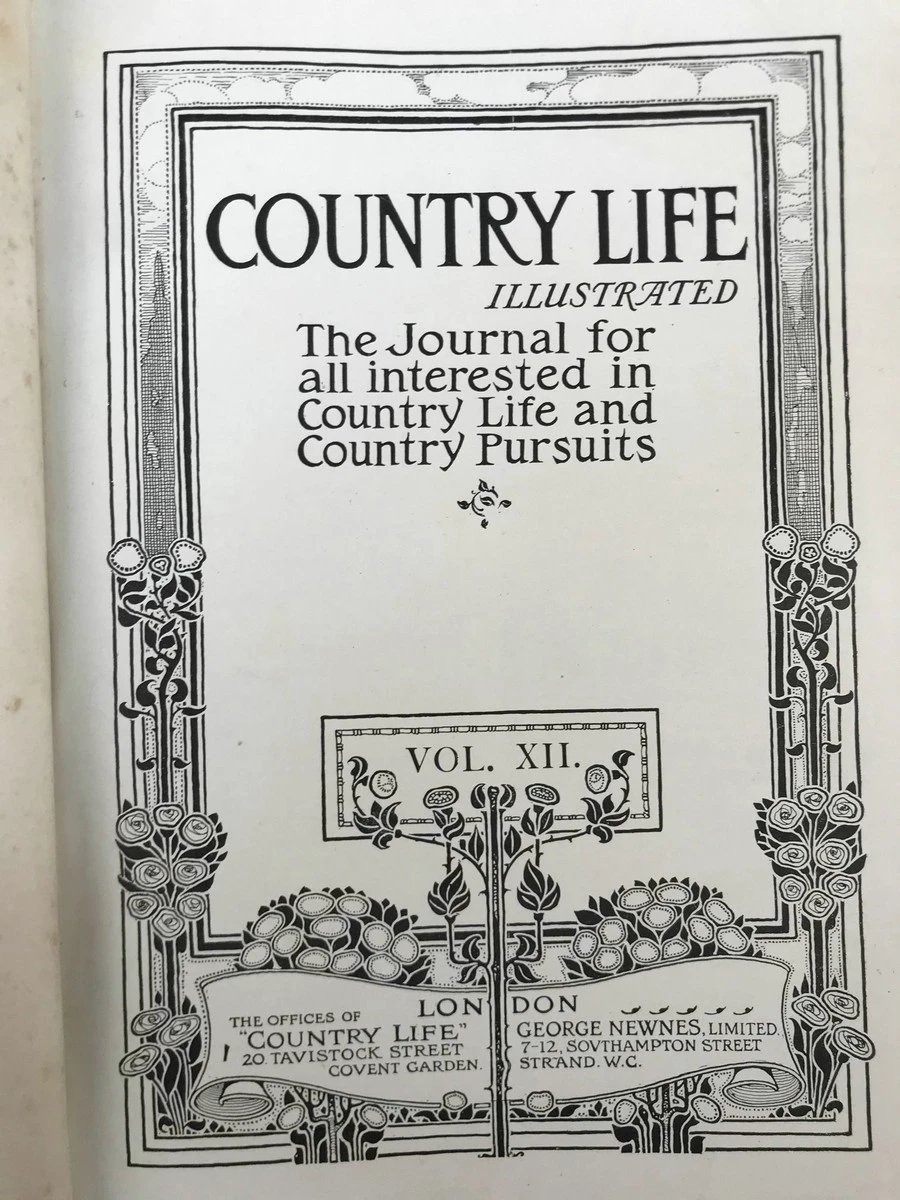 COUNTRY LIFE
ILLUSTRATED
The Journal for
all interested in
Country Life and
Country Pursuits
VOL. XII.
LONDON
THE OFFICES OF
"COUNTRY LIFE"
20 TAVISTOCK STREET
COVENT GARDEN.
GEORGE NEWNES, LIMITED.
7-12, SOVTHAMPTON STREET
STRAND. W.C.